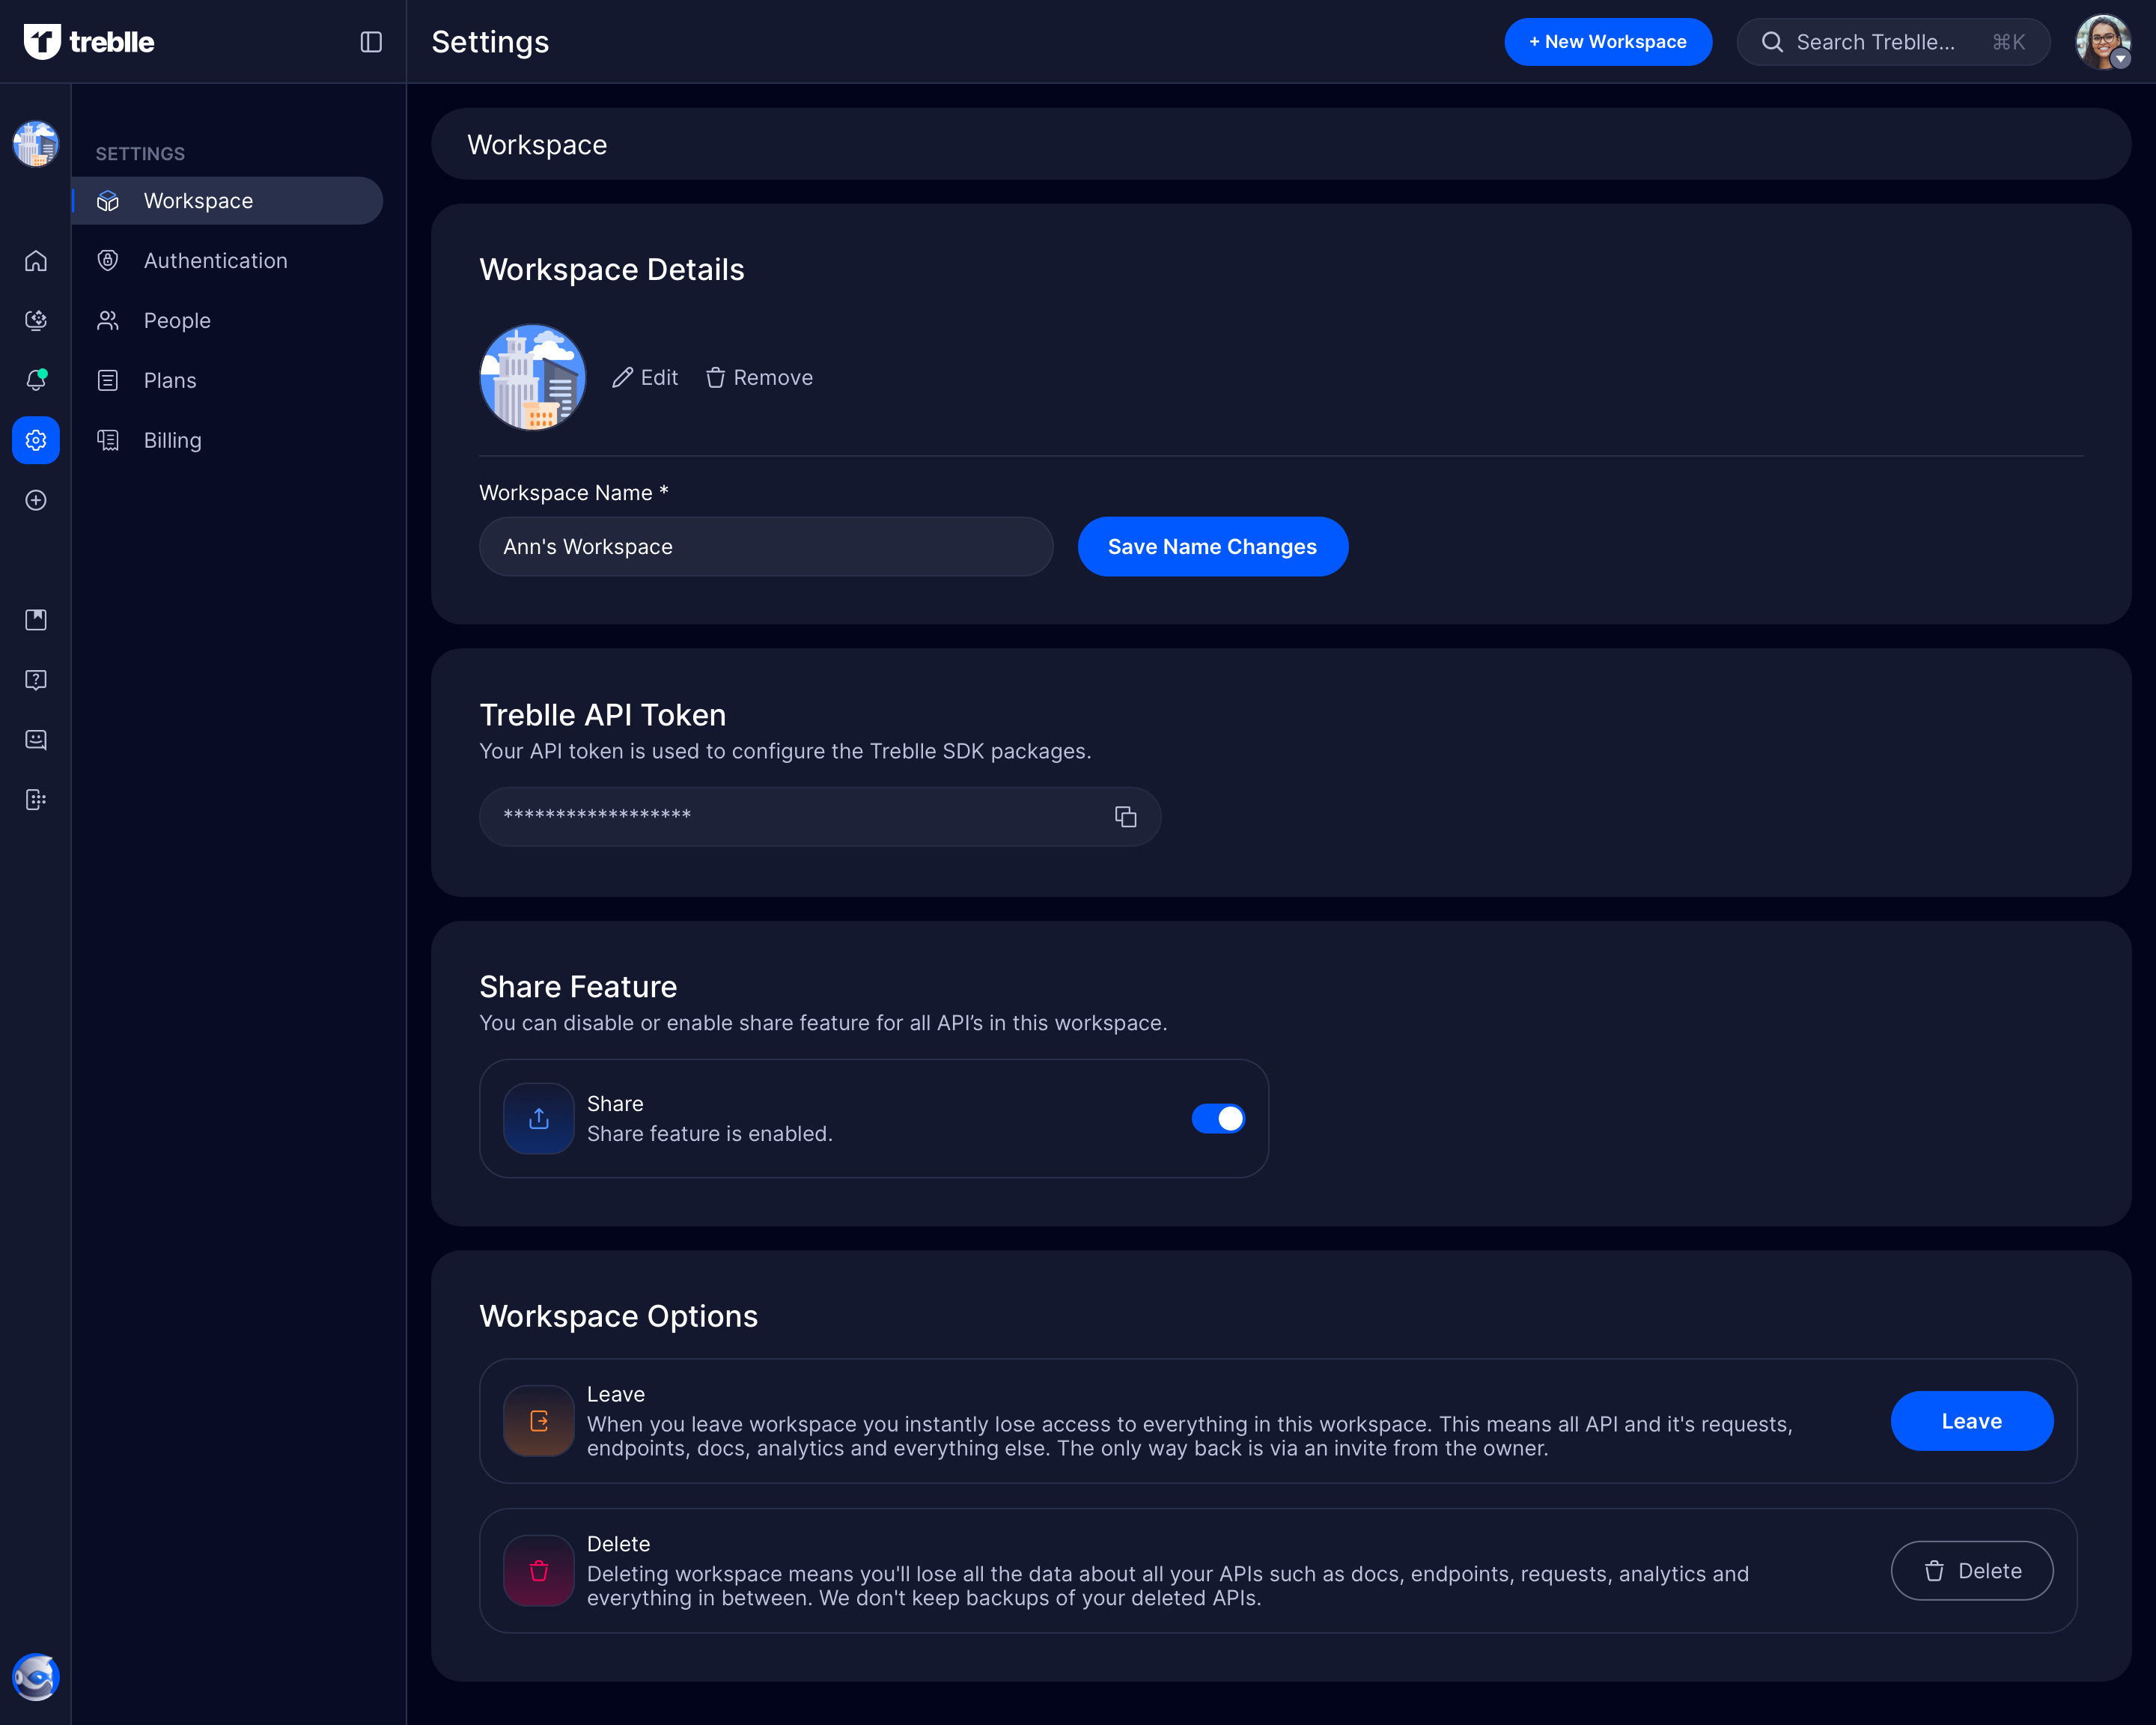 treblle
Settings
+ New Workspace
Search Treblle... ⌘K
SETTINGS
Workspace
Authentication
People
Plans
Billing
Workspace
Workspace Details
Edit
Remove
Workspace Name *
Ann's Workspace
Save Name Changes
Treblle API Token
Your API token is used to configure the Treblle SDK packages.
******************
Share Feature
You can disable or enable share feature for all API’s in this workspace.
Share
Share feature is enabled.
Workspace Options
Leave
When you leave workspace you instantly lose access to everything in this workspace. This means all API and it's requests,
endpoints, docs, analytics and everything else. The only way back is via an invite from the owner.
Leave
Delete
Deleting workspace means you'll lose all the data about all your APIs such as docs, endpoints, requests, analytics and
everything in between. We don't keep backups of your deleted APIs.
Delete